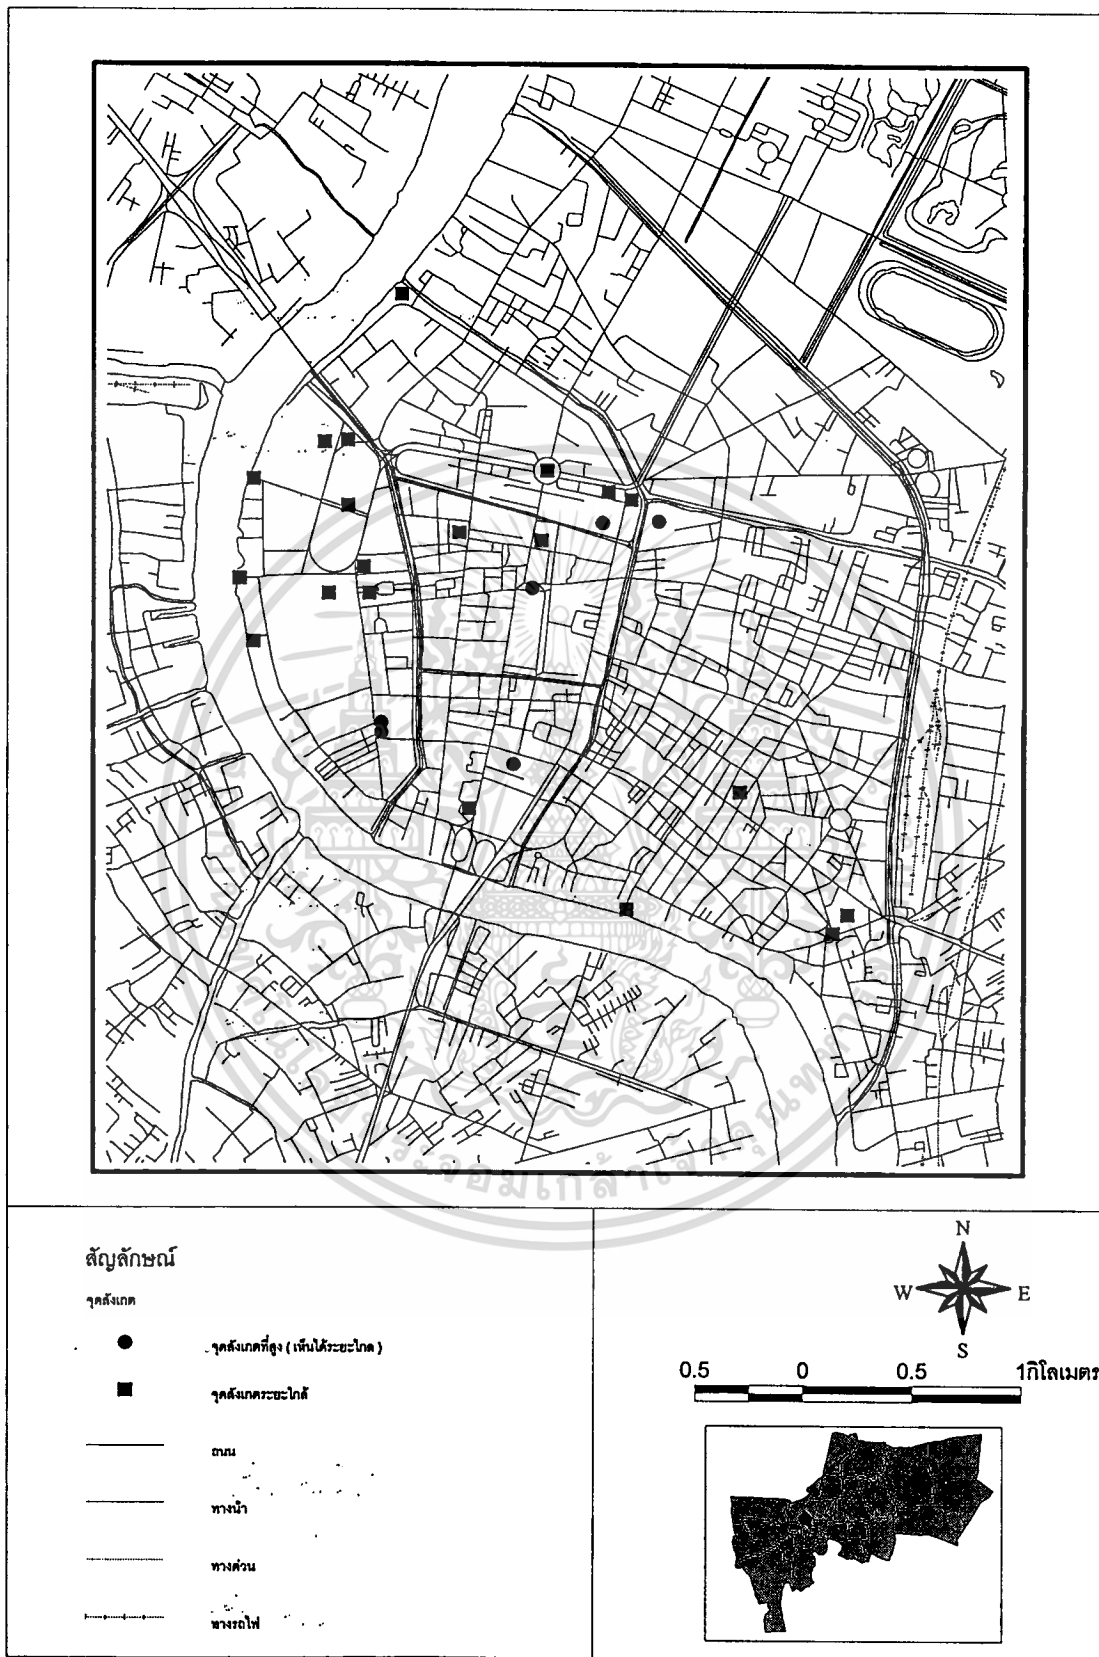 สัญลักษณ์
จุดสังเกต
จุดสังเกตที่สูง ( เห็นได้ระยะไกล )
จุดสังเกตระยะใกล้
ถนน
ทางน้ำ
ทางด่วน
ทางรถไฟ
N
W E
S
0.5 0 0.5 1กิโลเมตร